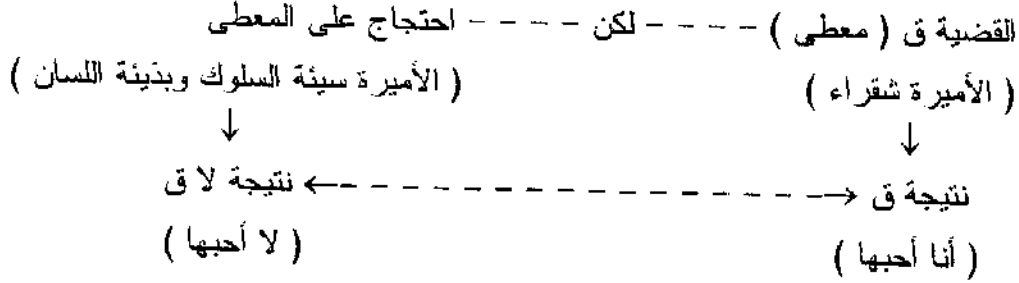 القضية ق ( معطى ) - - - - لكن - - - - احتجاج على المعطى
( الأميرة شقراء ) ( الأميرة سيئة السلوك وبذيئة اللسان )
↓ ↓
نتيجة ق →- - - - - - - - - - -← نتيجة لا ق
( أنا أحبها ) ( لا أحبها )